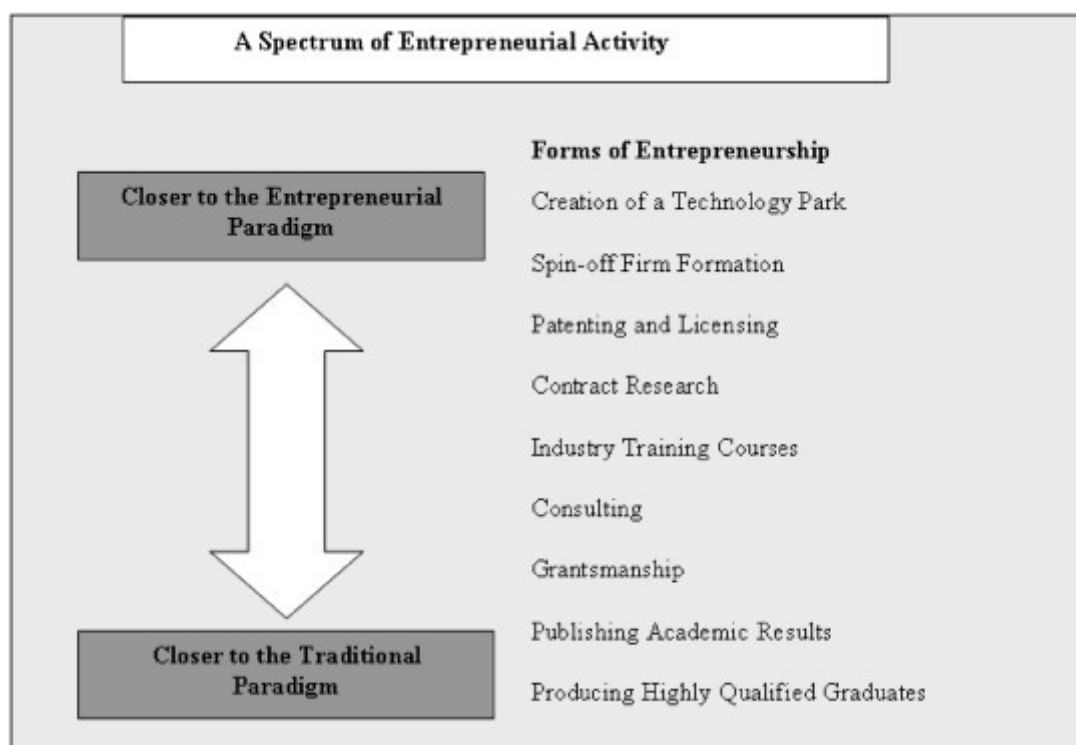 A Spectrum of Entrepreneurial Activity
Closer to the Entrepreneurial
Paradigm
Forms of Entrepreneurship
Creation of a Technology Park
Spin-off Firm Formation
Patenting and Licensing
Contract Research
Industry Training Courses
Consulting
Grantsmanship
Publishing Academic Results
Producing Highly Qualified Graduates
Closer to the Traditional
Paradigm